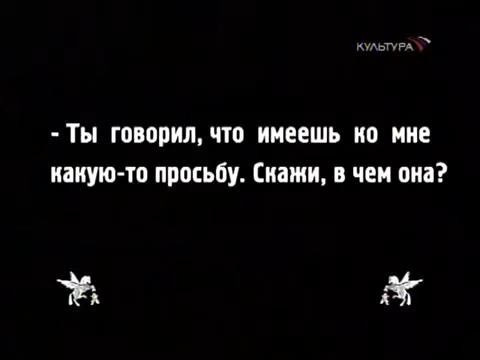 КУЛЬТУРА
- Ты говорил, что имеешь ко мне
какую-то просьбу. Скажи, в чем она?